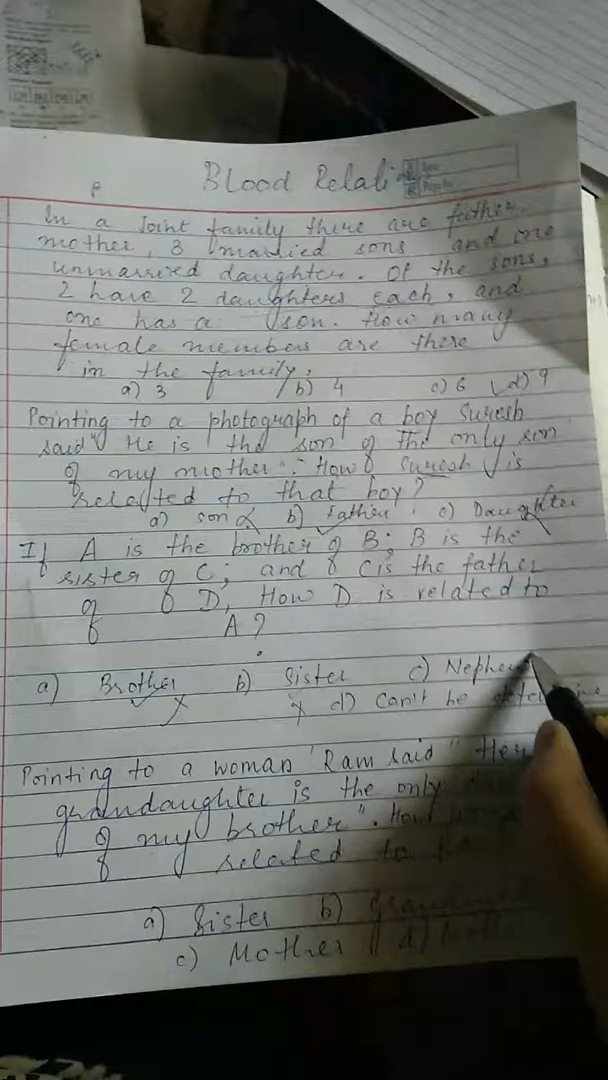 Blood Relati
P
In a Joint family there are father,
mother, 3 married sons and one
unmarried daughter. Of the sons,
2 have 2 daughters each, and
one has a son. How many
female members are there
in the family,
a) 3 b) 4 c) 6 d) 9
Pointing to a photograph of a boy Suresh
said "He is the son of the only son
of my mother". How Suresh is
related to that boy?
a) son b) Father. c) Daughter
If A is the brother of B; B is the
sister of C; and C is the father
of D, How D is related to
A?
a) Brother b) Sister c) Nephew
d) Can't be determine
Pointing to a woman "Ram said "Her
grandaughter is the only
of my brother". How
related to
a) Sister b)
c) Mother d)